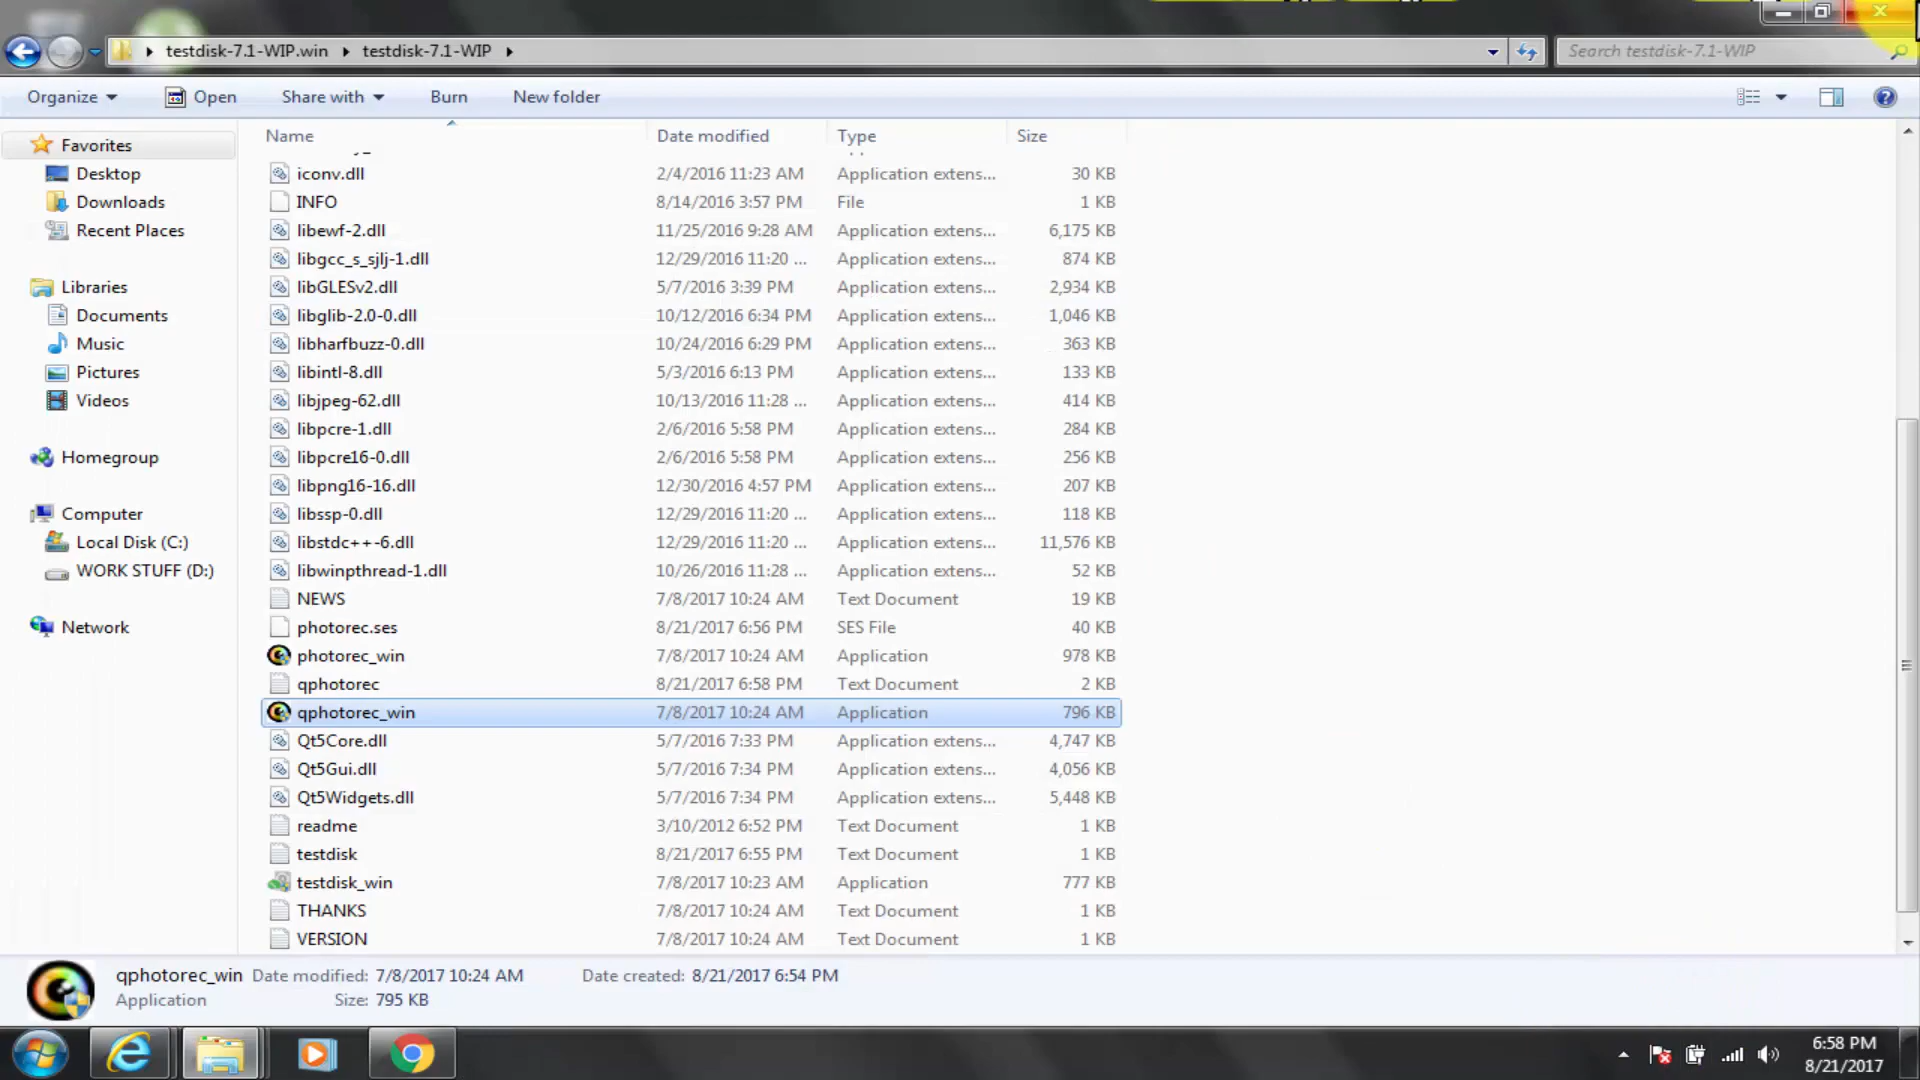 testdisk-7.1-WIP.win testdisk-7.1-WIP Search testdisk-7.1-WIP
Organize Open Share with Burn New folder
Favorites
Desktop
Downloads
Recent Places
Libraries
Documents
Music
Pictures
Videos
Homegroup
Computer
Local Disk (C:)
WORK STUFF (D:)
Network
Name Date modified Type Size
iconv.dll 2/4/2016 11:23 AM Application extens... 30 KB
INFO 8/14/2016 3:57 PM File 1 KB
libewf-2.dll 11/25/2016 9:28 AM Application extens... 6,175 KB
libgcc_s_sjlj-1.dll 12/29/2016 11:20 ... Application extens... 874 KB
libGLESv2.dll 5/7/2016 3:39 PM Application extens... 2,934 KB
libglib-2.0-0.dll 10/12/2016 6:34 PM Application extens... 1,046 KB
libharfbuzz-0.dll 10/24/2016 6:29 PM Application extens... 363 KB
libintl-8.dll 5/3/2016 6:13 PM Application extens... 133 KB
libjpeg-62.dll 10/13/2016 11:28 ... Application extens... 414 KB
libpcre-1.dll 2/6/2016 5:58 PM Application extens... 284 KB
libpcre16-0.dll 2/6/2016 5:58 PM Application extens... 256 KB
libpng16-16.dll 12/30/2016 4:57 PM Application extens... 207 KB
libssp-0.dll 12/29/2016 11:20 ... Application extens... 118 KB
libstdc++-6.dll 12/29/2016 11:20 ... Application extens... 11,576 KB
libwinpthread-1.dll 10/26/2016 11:28 ... Application extens... 52 KB
NEWS 7/8/2017 10:24 AM Text Document 19 KB
photorec.ses 8/21/2017 6:56 PM SES File 40 KB
photorec_win 7/8/2017 10:24 AM Application 978 KB
qphotorec 8/21/2017 6:58 PM Text Document 2 KB
qphotorec_win 7/8/2017 10:24 AM Application 796 KB
Qt5Core.dll 5/7/2016 7:33 PM Application extens... 4,747 KB
Qt5Gui.dll 5/7/2016 7:34 PM Application extens... 4,056 KB
Qt5Widgets.dll 5/7/2016 7:34 PM Application extens... 5,448 KB
readme 3/10/2012 6:52 PM Text Document 1 KB
testdisk 8/21/2017 6:55 PM Text Document 1 KB
testdisk_win 7/8/2017 10:23 AM Application 777 KB
THANKS 7/8/2017 10:24 AM Text Document 1 KB
VERSION 7/8/2017 10:24 AM Text Document 1 KB
qphotorec_win Date modified: 7/8/2017 10:24 AM Date created: 8/21/2017 6:54 PM
Application Size: 795 KB
6:58 PM
8/21/2017